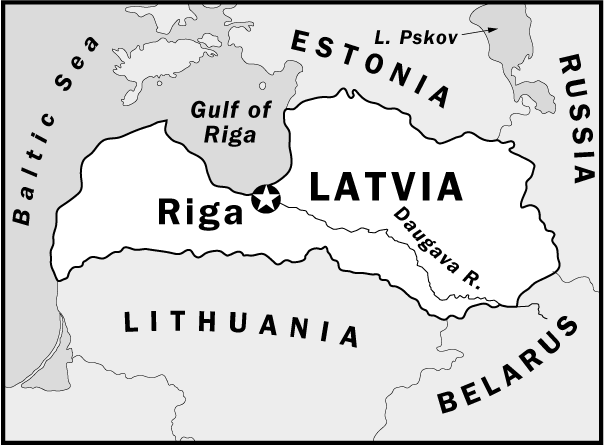 ESTONIA
L. Pskov
RUSSIA
Baltic Sea
Gulf of
Riga
LATVIA
Riga
Daugava R.
LITHUANIA
BELARUS